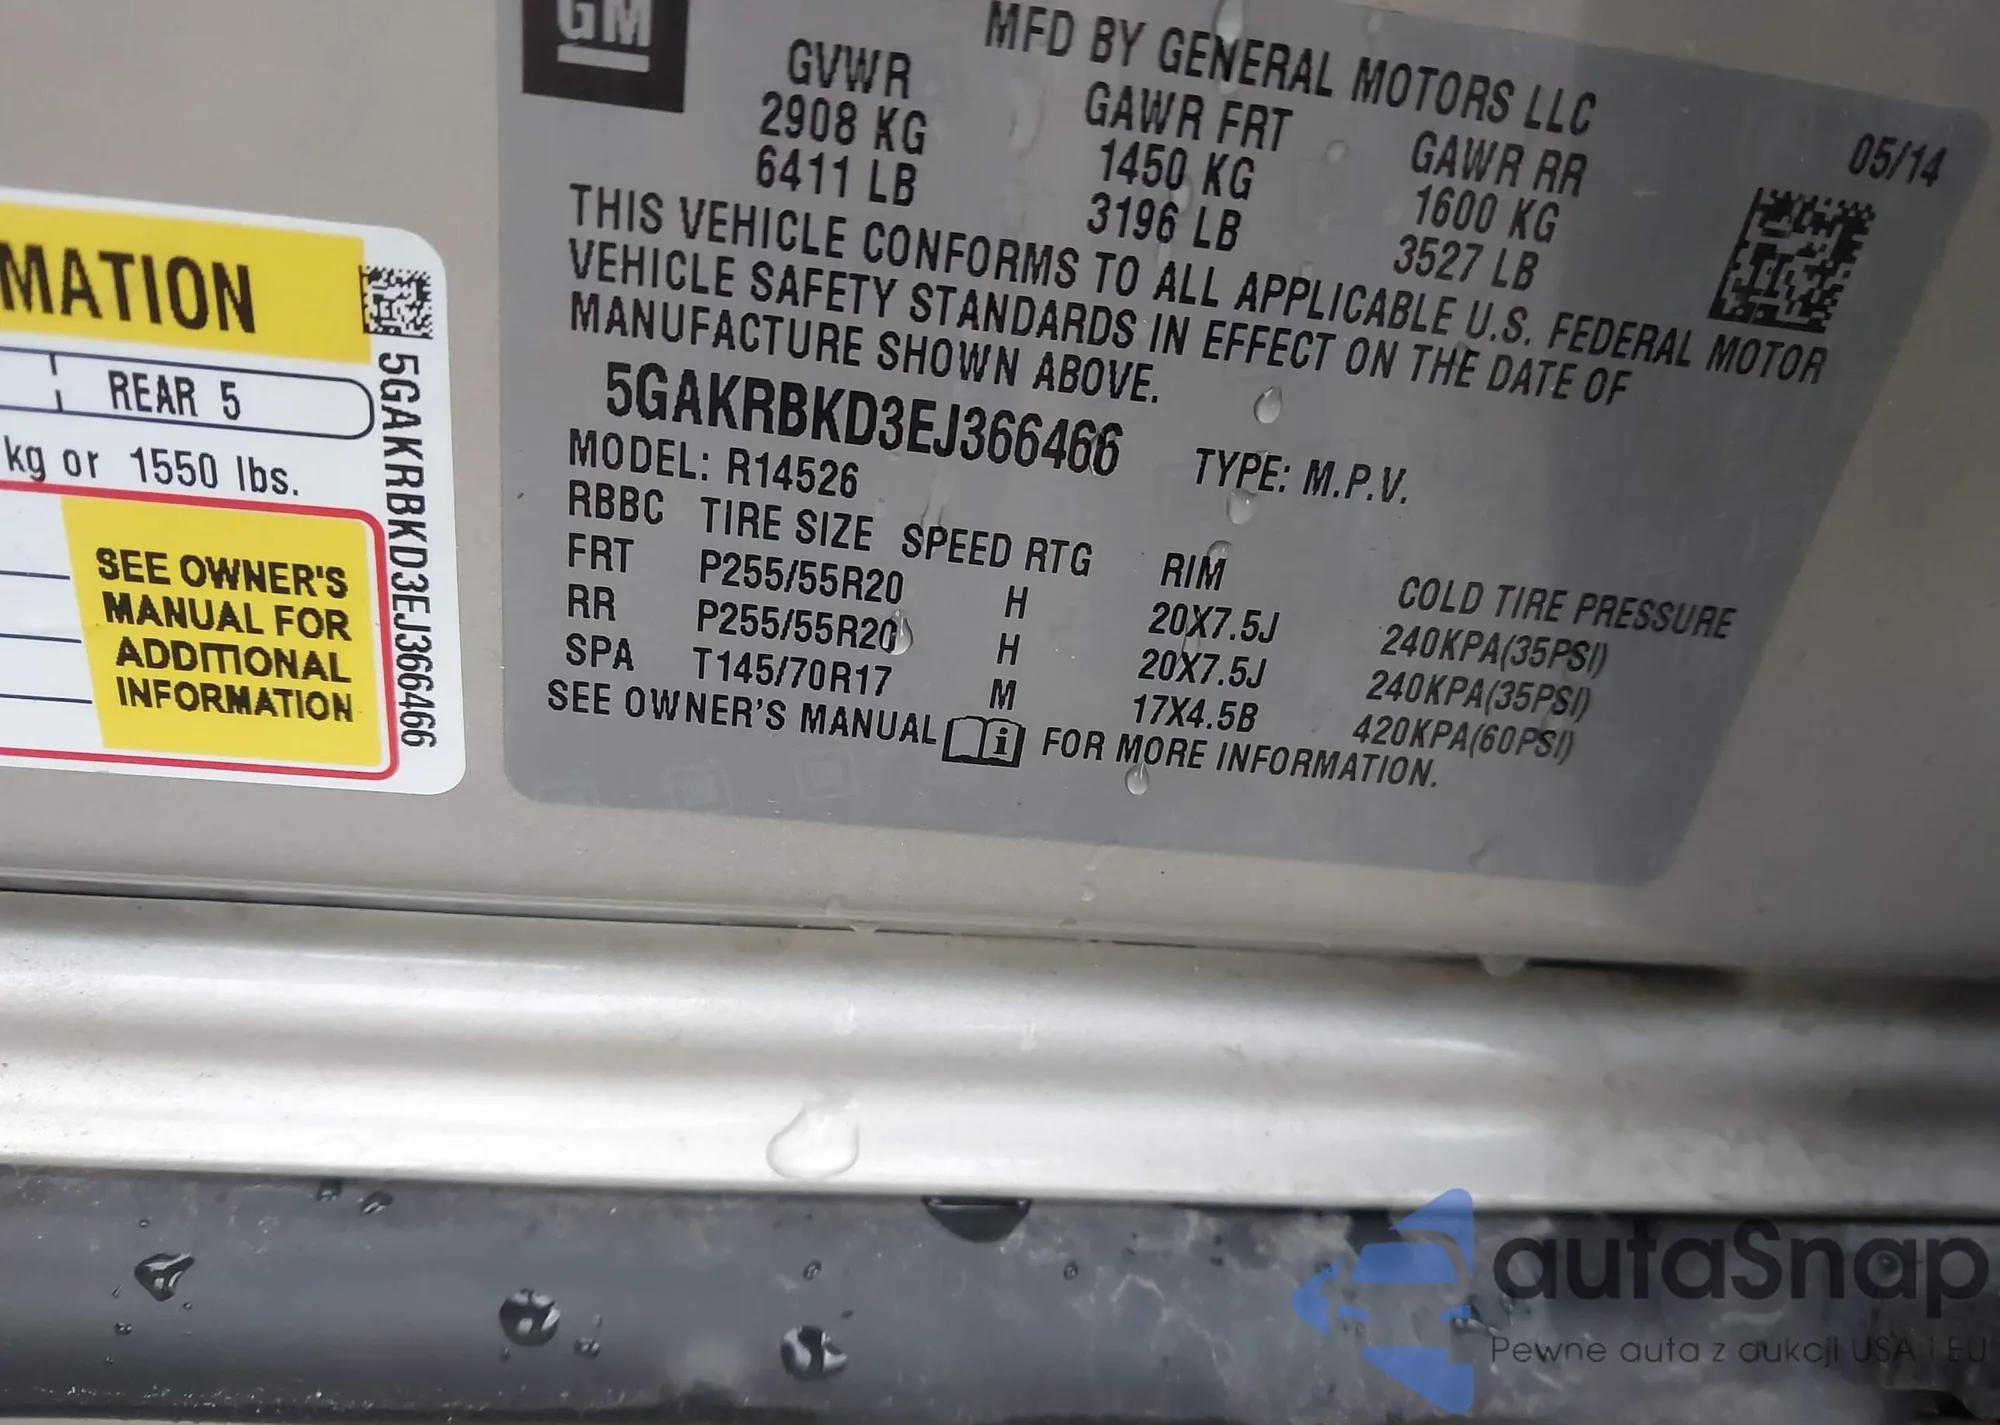 GM
MFD BY GENERAL MOTORS LLC
05/14
GVWR
2908 KG
6411 LB
GAWR FRT
1450 KG
3196 LB
GAWR RR
1600 KG
3527 LB
THIS VEHICLE CONFORMS TO ALL APPLICABLE U.S. FEDERAL MOTOR
VEHICLE SAFETY STANDARDS IN EFFECT ON THE DATE OF
MANUFACTURE SHOWN ABOVE.
5GAKRBKD3EJ366466
TYPE: M.P.V.
MODEL: R14526
RBBC TIRE SIZE SPEED RTG RIM COLD TIRE PRESSURE
FRT P255/55R20 H 20X7.5J 240KPA(35PSI)
RR P255/55R20 H 20X7.5J 240KPA(35PSI)
SPA T145/70R17 M 17X4.5B 420KPA(60PSI)
SEE OWNER'S MANUAL FOR MORE INFORMATION.
MATION
REAR 5
kg or 1550 lbs.
SEE OWNER'S
MANUAL FOR
ADDITIONAL
INFORMATION
5GAKRBKD3EJ366466
autaSnap
Pewne auta z aukcji USA i EU